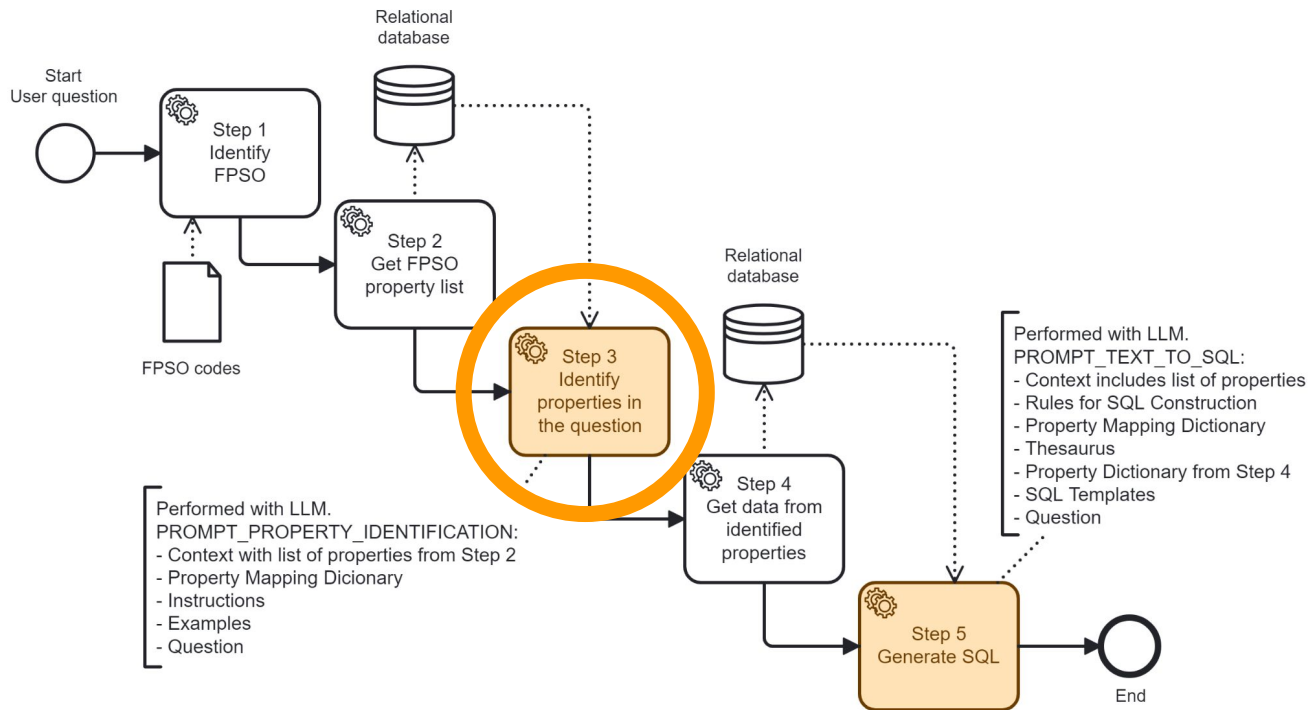 Relational
database
Start
User question
Step 1
Identify
FPSO
Step 2
Get FPSO
property list
FPSO codes
Relational
database
Step 3
Identify
properties in
the question
Performed with LLM.
PROMPT_TEXT_TO_SQL:
- Context includes list of properties
- Rules for SQL Construction
- Property Mapping Dictionary
- Thesaurus
- Property Dictionary from Step 4
- SQL Templates
- Question
Performed with LLM.
PROMPT_PROPERTY_IDENTIFICATION:
- Context with list of properties from Step 2
- Property Mapping Dicionary
- Instructions
- Examples
- Question
Step 4
Get data from
identified
properties
Step 5
Generate SQL
End